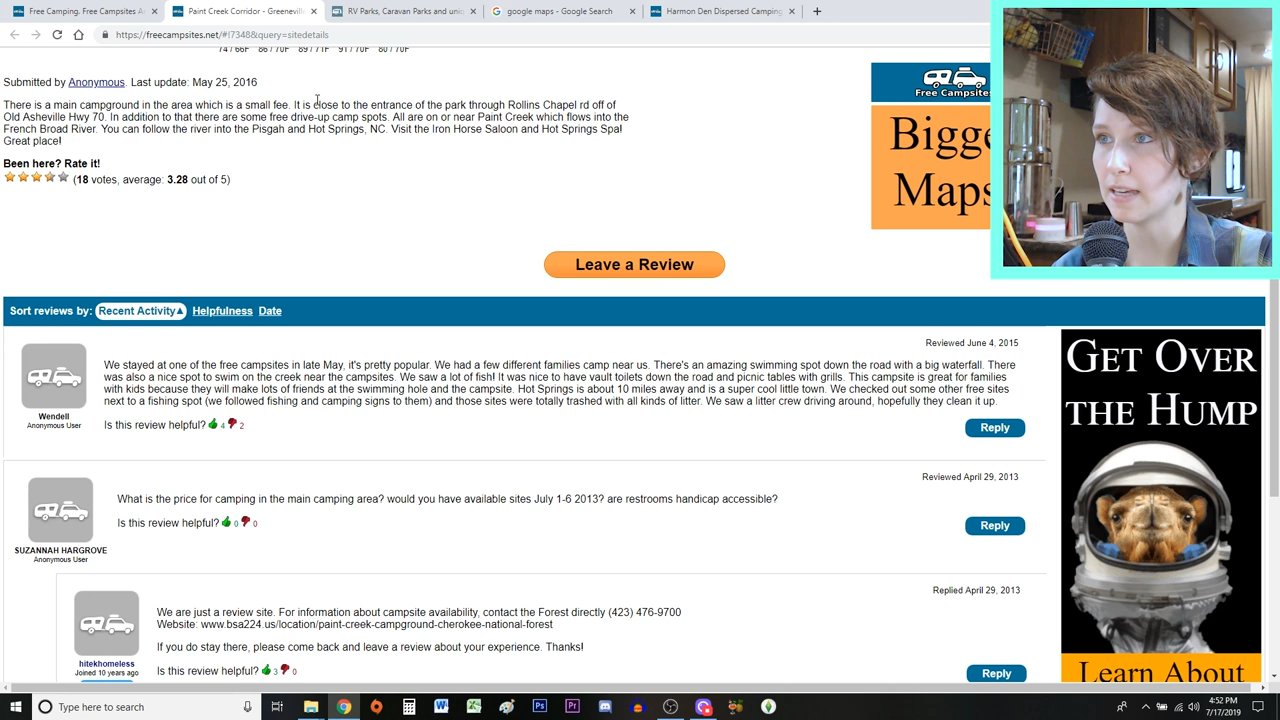 Free Camping. Free Campsites A
Paint Creek Corridor - Greenevill
RV Parks, Caravan Parks and uniq
google maps - Google Search
Harmon Den Dispersed Camping
https://freecampsites.net/#!7348&query=sitedetails
74 / 66F 86 / 70F 89 / 71F 91 / 70F 80 / 70F
Submitted by Anonymous. Last update: May 25, 2016
There is a main campground in the area which is a small fee. It is close to the entrance of the park through Rollins Chapel rd off of
Old Asheville Hwy 70. In addition to that there are some free drive-up camp spots. All are on or near Paint Creek which flows into the
French Broad River. You can follow the river into the Pisgah and Hot Springs, NC. Visit the Iron Horse Saloon and Hot Springs Spa!
Great place!
Been here? Rate it!
(18 votes, average: 3.28 out of 5)
Free Campsites
Bigge
Maps
Leave a Review
Sort reviews by: Recent Activity▲ Helpfulness Date
Reviewed June 4, 2015
We stayed at one of the free campsites in late May, it's pretty popular. We had a few different families camp near us. There's an amazing swimming spot down the road with a big waterfall. There
was also a nice spot to swim on the creek near the campsites. We saw a lot of fish! It was nice to have vault toilets down the road and picnic tables with grills. This campsite is great for families
with kids because they will make lots of friends at the swimming hole and the campsite. Hot Springs is about 10 miles away and is a super cool little town. We checked out some other free sites
next to a fishing spot (we followed fishing and camping signs to them) and those sites were totally trashed with all kinds of litter. We saw a litter crew driving around, hopefully they clean it up.
Wendell
Anonymous User
Is this review helpful? 4 2
Reply
Reviewed April 29, 2013
What is the price for camping in the main camping area? would you have available sites July 1-6 2013? are restrooms handicap accessible?
Is this review helpful? 0 0
Reply
SUZANNAH HARGROVE
Anonymous User
Replied April 29, 2013
We are just a review site. For information about campsite availability, contact the Forest directly (423) 476-9700
Website: www.bsa224.us/location/paint-creek-campground-cherokee-national-forest
If you do stay there, please come back and leave a review about your experience. Thanks!
hitekhomeless
Joined 10 years ago
Is this review helpful? 3 0
Reply
Get Over
the Hump
Learn About
Type here to search
4:52 PM
7/17/2019